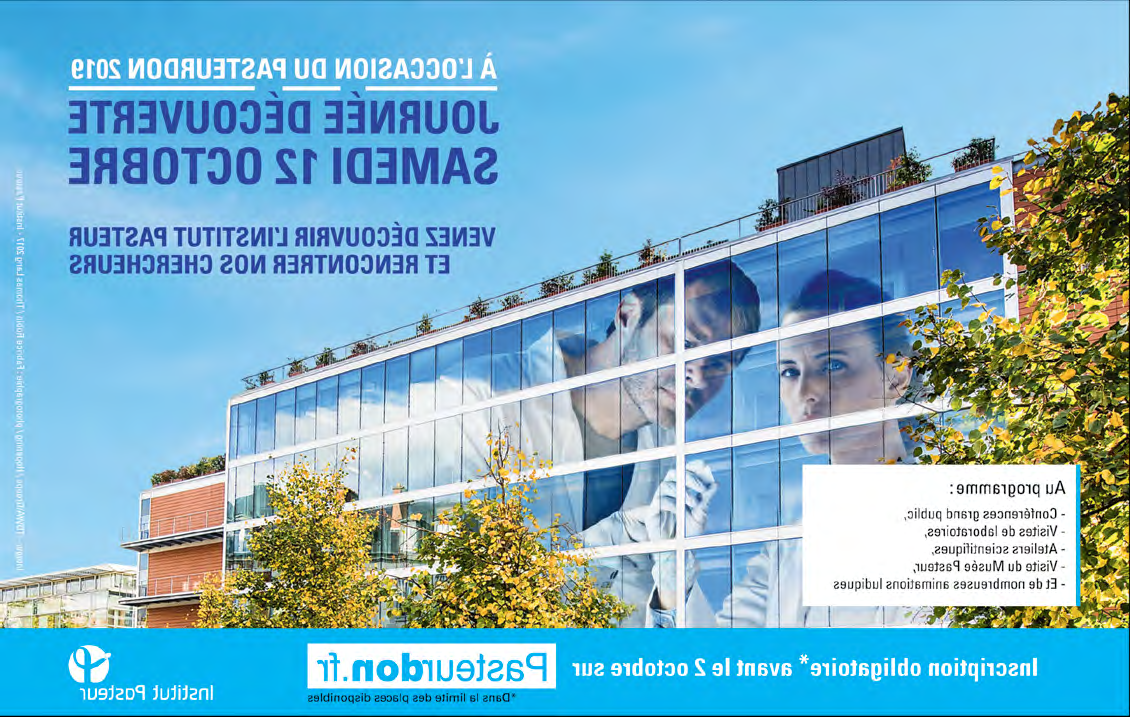 À L'OCCASION DU PASTEURDON 2019
JOURNÉE DÉCOUVERTE
SAMEDI 12 OCTOBRE
VENEZ DÉCOUVRIR L'INSTITUT PASTEUR
ET RENCONTRER NOS CHERCHEURS
Au programme :
- Conférences grand public,
- Visites de laboratoires,
- Ateliers scientifiques,
- Visite du Musée Pasteur,
- Et de nombreuses animations ludiques
Inscription obligatoire* avant le 2 octobre sur
Pasteurdon.fr
*Dans la limite des places disponibles
Institut Pasteur